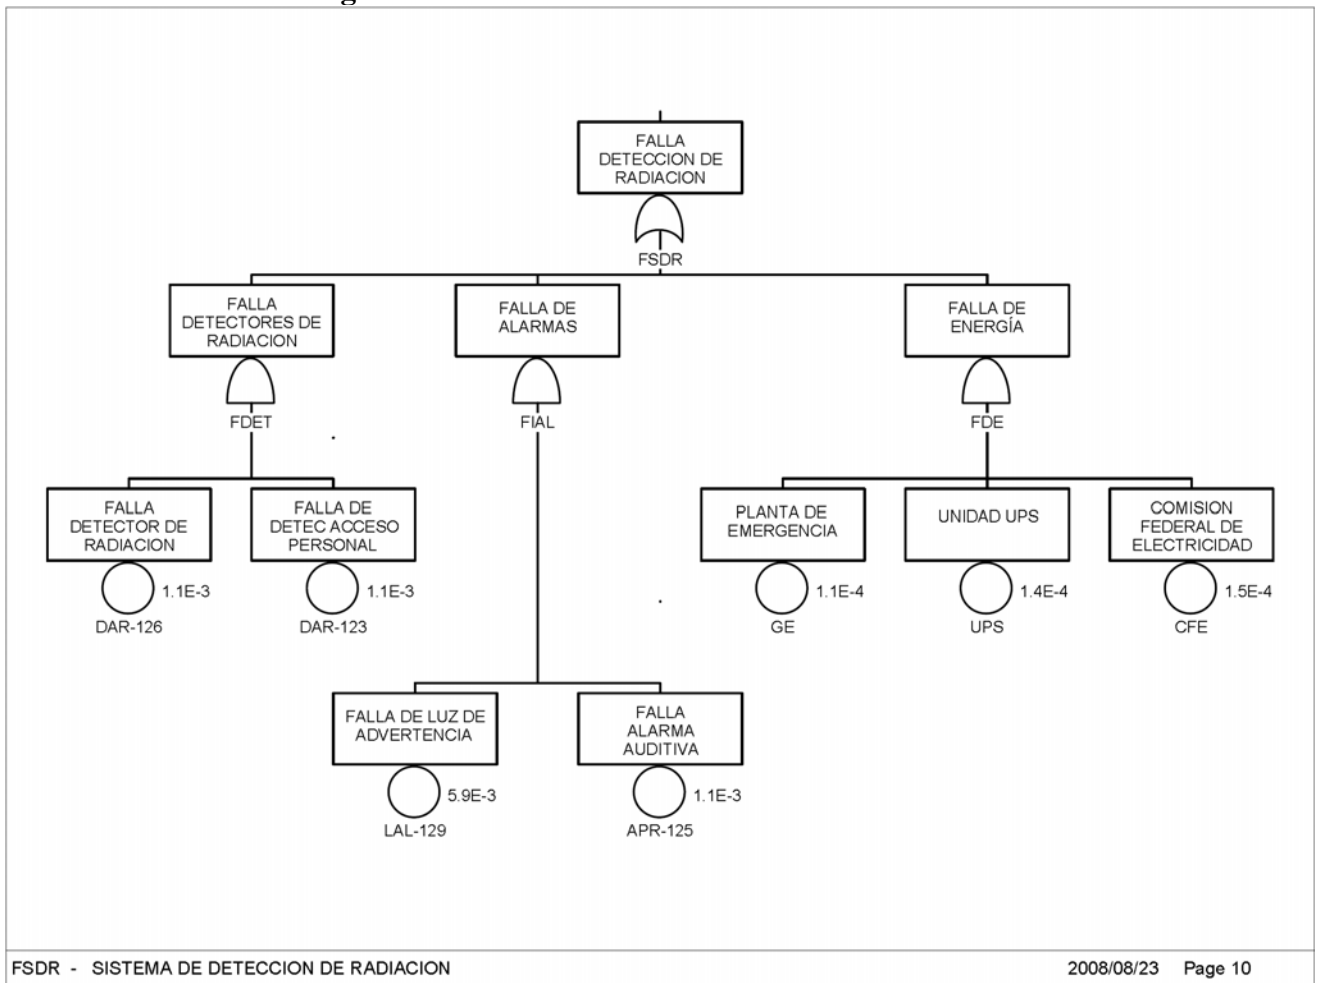 FALLA
DETECCION DE
RADIACION
FSDR
FALLA
DETECTORES DE
RADIACION
FALLA DE
ALARMAS
FALLA DE
ENERGÍA
FDET
FIAL
FDE
FALLA
DETECTOR DE
RADIACION
FALLA DE
DETEC ACCESO
PERSONAL
PLANTA DE
EMERGENCIA
UNIDAD UPS
COMISION
FEDERAL DE
ELECTRICIDAD
1.1E-3
1.1E-3
1.1E-4
1.4E-4
1.5E-4
DAR-126
DAR-123
GE
UPS
CFE
FALLA DE LUZ DE
ADVERTENCIA
FALLA
ALARMA
AUDITIVA
5.9E-3
1.1E-3
LAL-129
APR-125
FSDR - SISTEMA DE DETECCION DE RADIACION
2008/08/23 Page 10